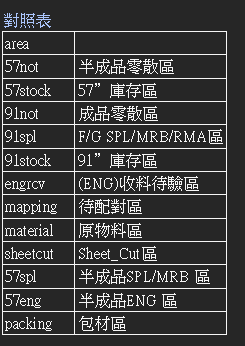 對照表
area
57not 半成品零散區
57stock 57”庫存區
91not 成品零散區
91spl F/G SPL/MRB/RMA區
91stock 91”庫存區
engrcv (ENG)收料待驗區
mapping 待配對區
material 原物料區
sheetcut Sheet_Cut區
57spl 半成品SPL/MRB 區
57eng 半成品ENG 區
packing 包材區